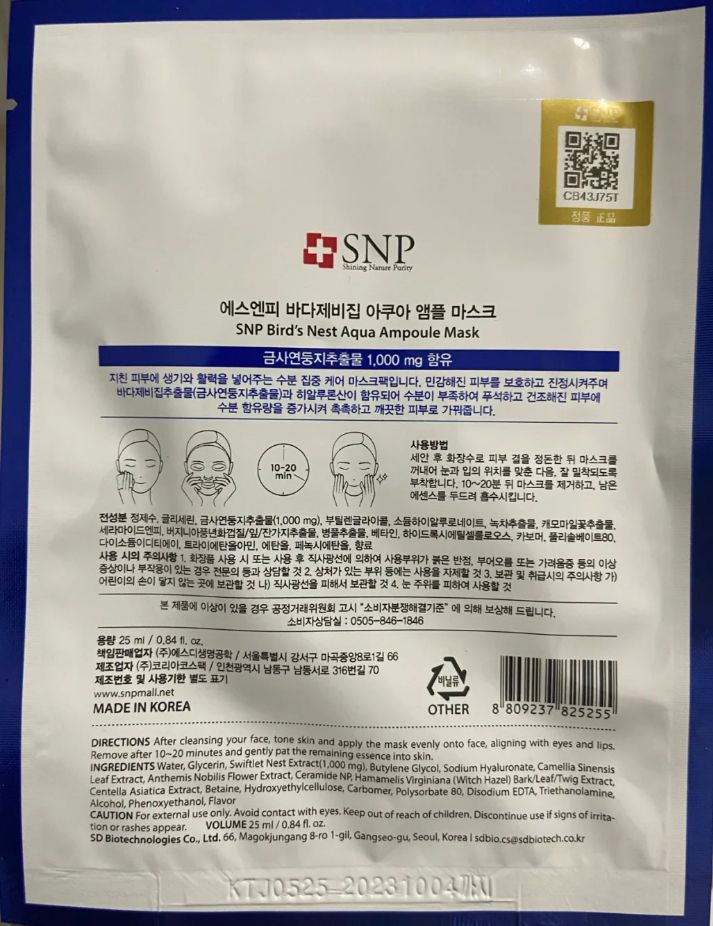 SNP
CB43J75T
정품 正品
SNP
Shining Nature Purity
에스엔피 바다제비집 아쿠아 앰플 마스크
SNP Bird's Nest Aqua Ampoule Mask
금사연둥지추출물 1,000 mg 함유
지친 피부에 생기와 활력을 넣어주는 수분 집중 케어 마스크팩입니다. 민감해진 피부를 보호하고 진정시켜주며
바다제비집추출물(금사연둥지추출물)과 히알루론산이 함유되어 수분이 부족하여 푸석하고 건조해진 피부에
수분 함유량을 증가시켜 촉촉하고 깨끗한 피부로 가꿔줍니다.
10-20
min
사용방법
세안 후 화장수로 피부 결을 정돈한 뒤 마스크를
꺼내어 눈과 입의 위치를 맞춘 다음, 잘 밀착되도록
부착합니다. 10~20분 뒤 마스크를 제거하고, 남은
에센스를 두드려 흡수시킵니다.
전성분 정제수, 글리세린, 금사연둥지추출물(1,000 mg), 부틸렌글라이콜, 소듐하이알루로네이트, 녹차추출물, 캐모마일꽃추출물,
세라마이드엔피, 버지니아풍년화껍질/잎/잔가지추출물, 병풀추출물, 베타인, 하이드록시에틸셀룰로오스, 카보머, 폴리솔베이트80,
다이소듐이디티에이, 트라이에탄올아민, 에탄올, 페녹시에탄올, 향료
사용 시의 주의사항 1. 화장품 사용 시 또는 사용 후 직사광선에 의하여 사용부위가 붉은 반점, 부어오름 또는 가려움증 등의 이상
증상이나 부작용이 있는 경우 전문의 등과 상담할 것 2. 상처가 있는 부위 등에는 사용을 자제할 것 3. 보관 및 취급시의 주의사항 가)
어린이의 손이 닿지 않는 곳에 보관할 것 나) 직사광선을 피해서 보관할 것 4. 눈 주위를 피하여 사용할 것
본 제품에 이상이 있을 경우 공정거래위원회 고시 "소비자분쟁해결기준" 에 의해 보상해 드립니다.
소비자상담실 : 0505-846-1846
용량 25 ml / 0.84 fl. oz.
책임판매업자 (주)에스디생명공학 / 서울특별시 강서구 마곡중앙8로1길 66
제조업자 (주)코리아코스팩 / 인천광역시 남동구 남동서로 316번길 70
제조번호 및 사용기한 별도 표기
www.snpmall.net
MADE IN KOREA
비닐류
OTHER
8 809237 825255
DIRECTIONS After cleansing your face, tone skin and apply the mask evenly onto face, aligning with eyes and lips.
Remove after 10~20 minutes and gently pat the remaining essence into skin.
INGREDIENTS Water, Glycerin, Swiftlet Nest Extract(1,000 mg), Butylene Glycol, Sodium Hyaluronate, Camellia Sinensis
Leaf Extract, Anthemis Nobilis Flower Extract, Ceramide NP, Hamamelis Virginiana (Witch Hazel) Bark/Leaf/Twig Extract,
Centella Asiatica Extract, Betaine, Hydroxyethylcellulose, Carbomer, Polysorbate 80, Disodium EDTA, Triethanolamine,
Alcohol, Phenoxyethanol, Flavor
CAUTION For external use only. Avoid contact with eyes. Keep out of reach of children. Discontinue use if signs of irrita-
tion or rashes appear. VOLUME 25 ml / 0.84 fl. oz.
SD Biotechnologies Co., Ltd. 66, Magokjungang 8-ro 1-gil, Gangseo-gu, Seoul, Korea I sdbio.cs@sdbiotech.co.kr
KTJ0525 20231004까지